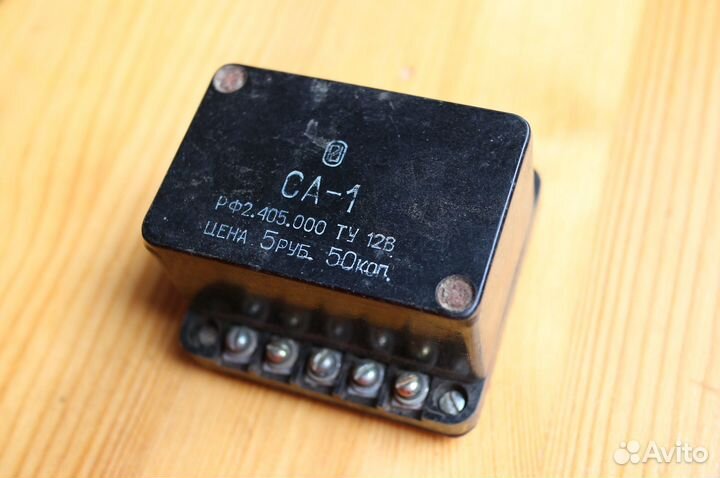 СА-1
РФ2.405.000 ТУ 12В
ЦЕНА 5РУБ. 50коп.
Avito